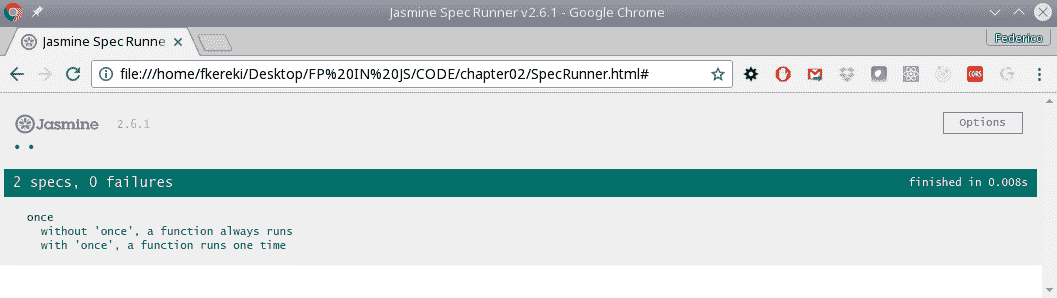 Jasmine Spec Runner v2.6.1 - Google Chrome
Jasmine Spec Runne
Federico
file:///home/fkereki/Desktop/FP%20IN%20JS/CODE/chapter02/SpecRunner.html#
CORS
Jasmine 2.6.1
Options
2 specs, 0 failures
finished in 0.008s
once
without 'once', a function always runs
with 'once', a function runs one time